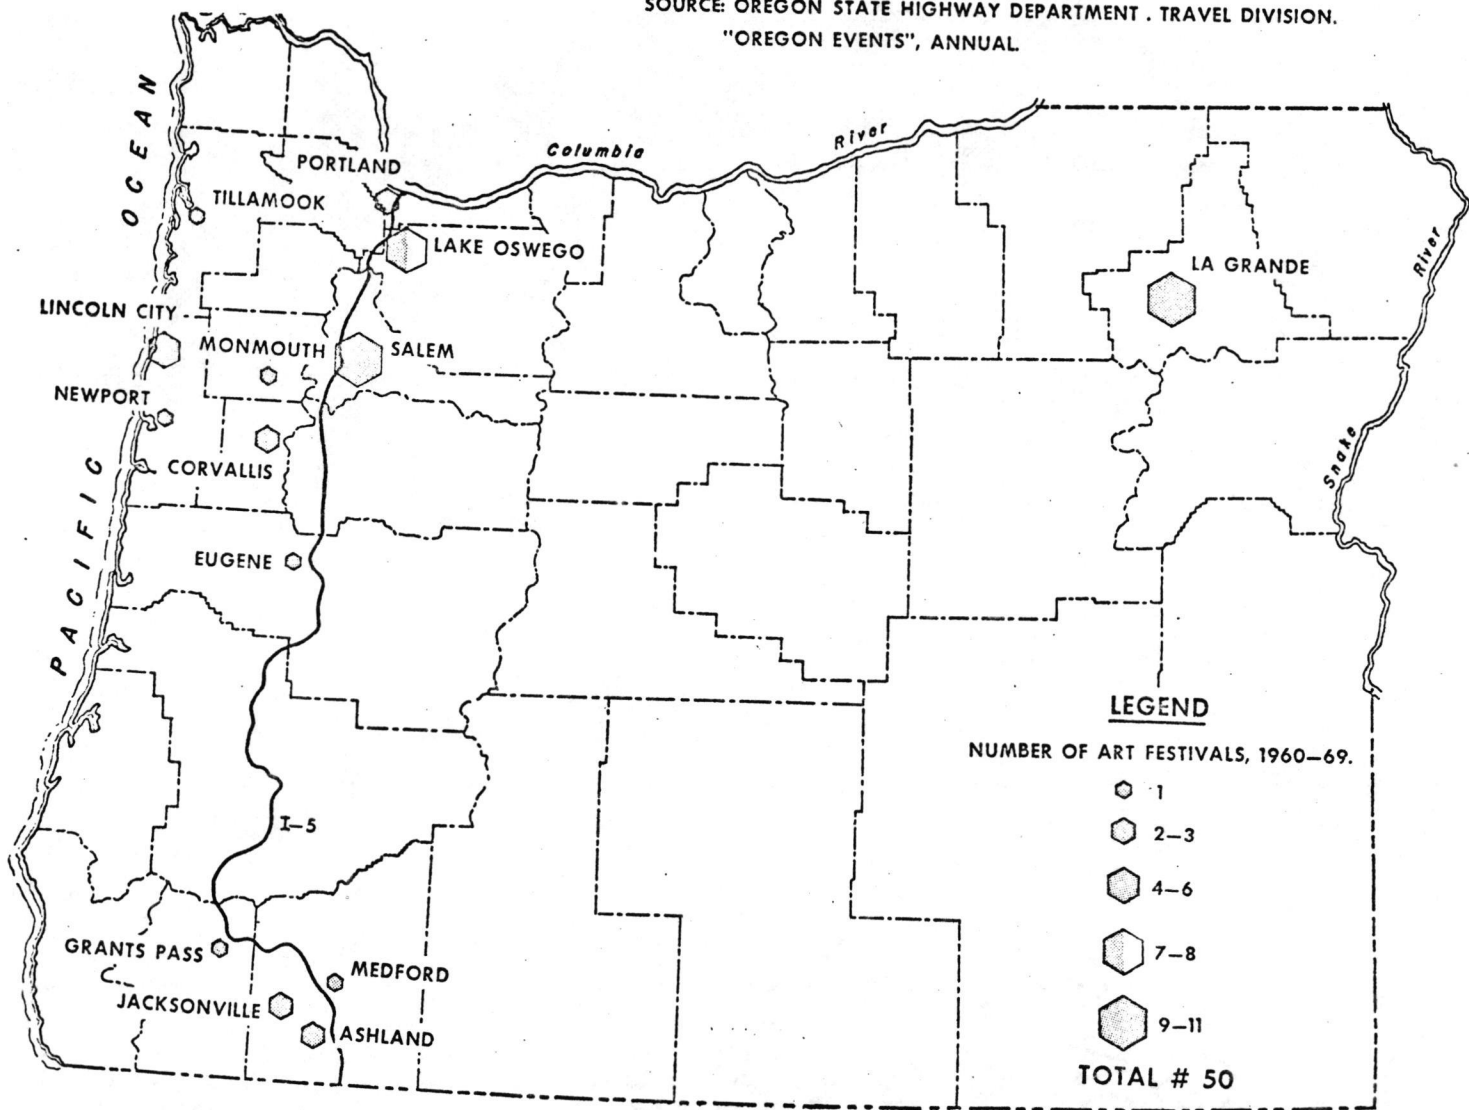 SOURCE: OREGON STATE HIGHWAY DEPARTMENT . TRAVEL DIVISION.
"OREGON EVENTS", ANNUAL.
OCEAN
PORTLAND
Columbia
River
TILLAMOOK
LAKE OSWEGO
LA GRANDE
River
LINCOLN CITY
MONMOUTH
SALEM
NEWPORT
CORVALLIS
Snake
PACIFIC
EUGENE
I-5
LEGEND
NUMBER OF ART FESTIVALS, 1960-69.
1
2-3
4-6
7-8
9-11
TOTAL # 50
GRANTS PASS
MEDFORD
JACKSONVILLE
ASHLAND